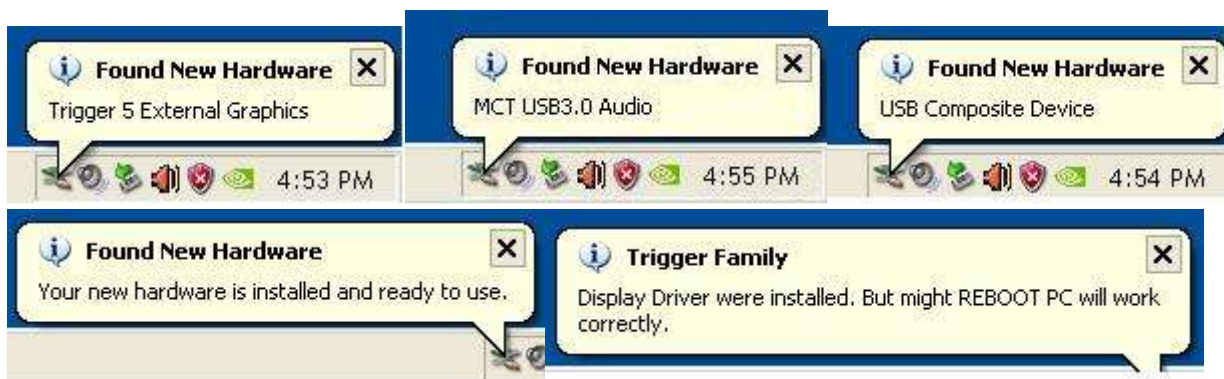 Found New Hardware
Trigger 5 External Graphics
4:53 PM
Found New Hardware
MCT USB3.0 Audio
4:55 PM
Found New Hardware
USB Composite Device
4:54 PM
Found New Hardware
Your new hardware is installed and ready to use.
Trigger Family
Display Driver were installed. But might REBOOT PC will work
correctly.